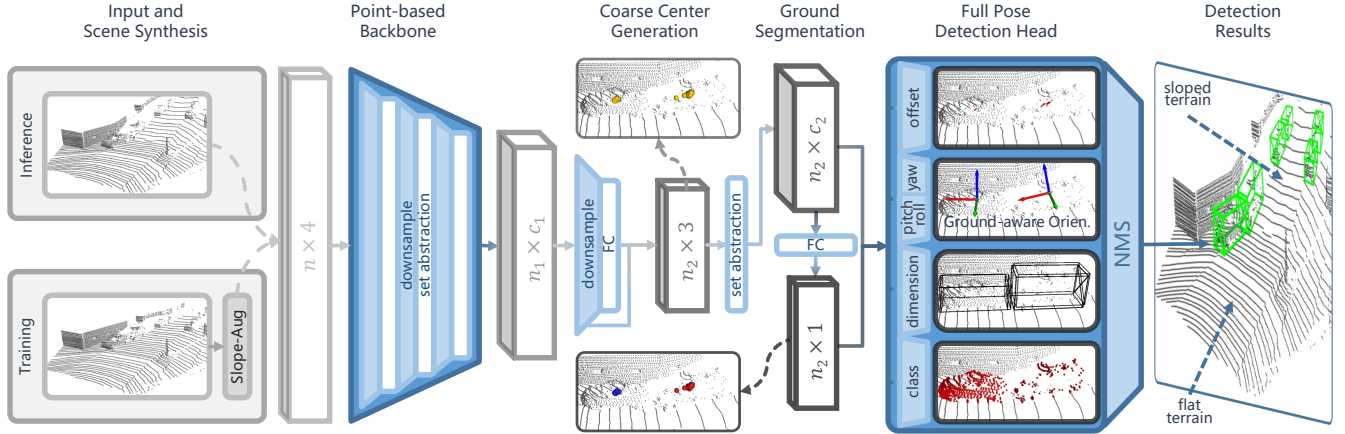 Input and
Scene Synthesis
Point-based
Backbone
Coarse Center
Generation
Ground
Segmentation
Full Pose
Detection Head
Detection
Results
Inference
Training
Slope-Aug
n × 4
downsample
set abstraction
n₁ × c₁
downsample
FC
n₂ × 3
set abstraction
n₂ × c₂
FC
n₂ × 1
offset
yaw
pitch
roll
Ground-aware Orien.
dimension
class
NMS
sloped
terrain
flat
terrain